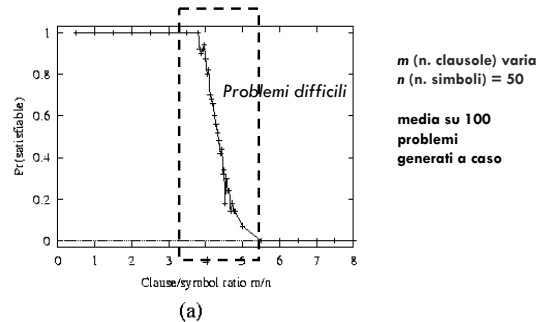 1
0.8
0.6
0.4
0.2
0
Pr(satisfiable)
Problemi difficili
0 1 2 3 4 5 6 7 8
Clause/symbol ratio m/n
(a)
m (n. clausole) varia
n (n. simboli) = 50
media su 100
problemi
generati a caso